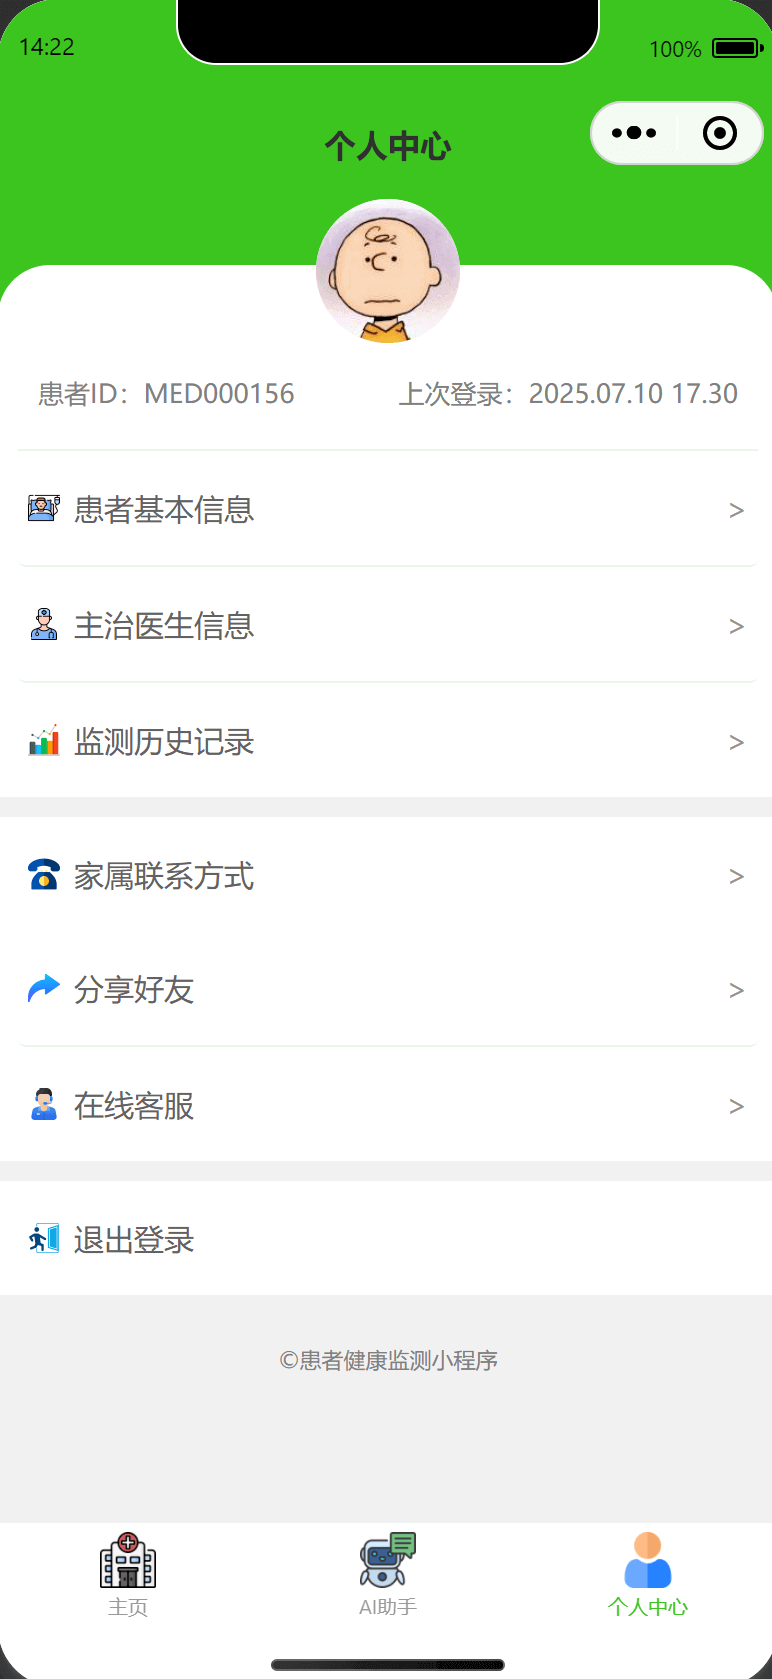 14:22
100%
个人中心
患者ID：MED000156
上次登录：2025.07.10 17.30
患者基本信息 >
主治医生信息 >
监测历史记录 >
家属联系方式 >
分享好友 >
在线客服 >
退出登录
©患者健康监测小程序
主页
AI助手
个人中心